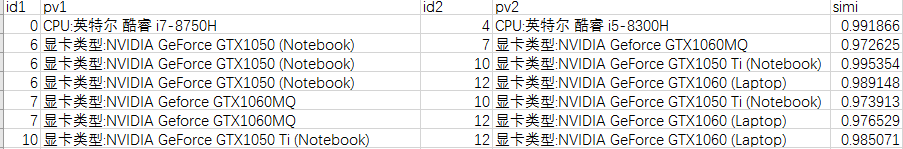 id1 pv1 id2 pv2 simi
0 CPU:英特尔 酷睿 i7-8750H 4 CPU:英特尔 酷睿 i5-8300H 0.991866
6 显卡类型:NVIDIA GeForce GTX1050 (Notebook) 7 显卡类型:NVIDIA Geforce GTX1060MQ 0.972625
6 显卡类型:NVIDIA GeForce GTX1050 (Notebook) 10 显卡类型:NVIDIA GeForce GTX1050 Ti (Notebook) 0.995354
6 显卡类型:NVIDIA GeForce GTX1050 (Notebook) 12 显卡类型:NVIDIA GeForce GTX1060 (Laptop) 0.989148
7 显卡类型:NVIDIA Geforce GTX1060MQ 10 显卡类型:NVIDIA GeForce GTX1050 Ti (Notebook) 0.973913
7 显卡类型:NVIDIA Geforce GTX1060MQ 12 显卡类型:NVIDIA GeForce GTX1060 (Laptop) 0.976529
10 显卡类型:NVIDIA GeForce GTX1050 Ti (Notebook) 12 显卡类型:NVIDIA GeForce GTX1060 (Laptop) 0.985071